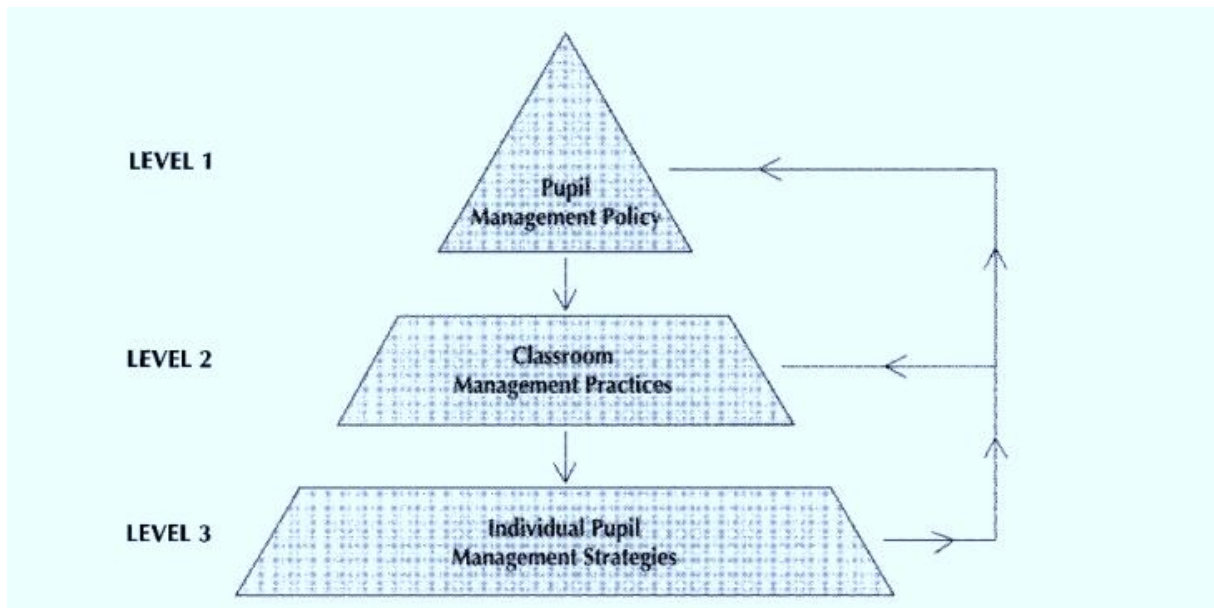 LEVEL 1
Pupil
Management Policy
LEVEL 2
Classroom
Management Practices
LEVEL 3
Individual Pupil
Management Strategies